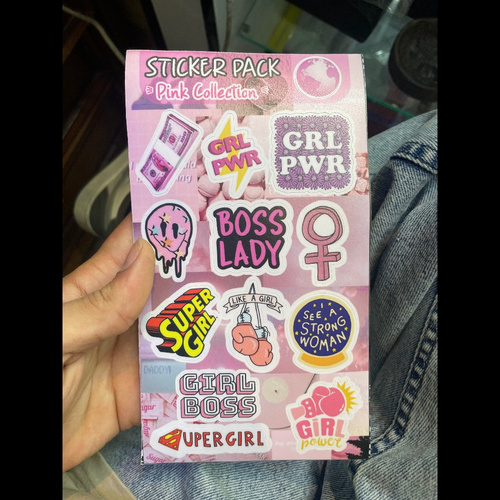 STICKER PACK
Pink Collection
GRL
PWR
GRL
PWR
BOSS
LADY
SUPER
GIRL
LIKE A GIRL
I
SEE A
STRONG
WOMAN
GIRL
BOSS
DADDY
SUPERGIRL
GIRL
power